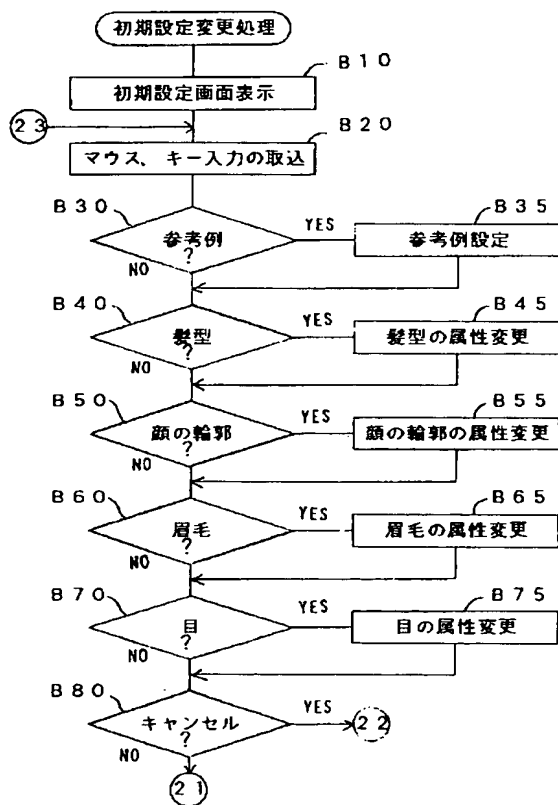 初期設定変更処理
B10
初期設定画面表示
23
B20
マウス、キー入力の取込
B30
参考例
?
YES
NO
B35
参考例設定
B40
髪型
?
YES
NO
B45
髪型の属性変更
B50
顔の輪郭
?
YES
NO
B55
顔の輪郭の属性変更
B60
眉毛
?
YES
NO
B65
眉毛の属性変更
B70
目
?
YES
NO
B75
目の属性変更
B80
キャンセル
?
YES
22
NO
21